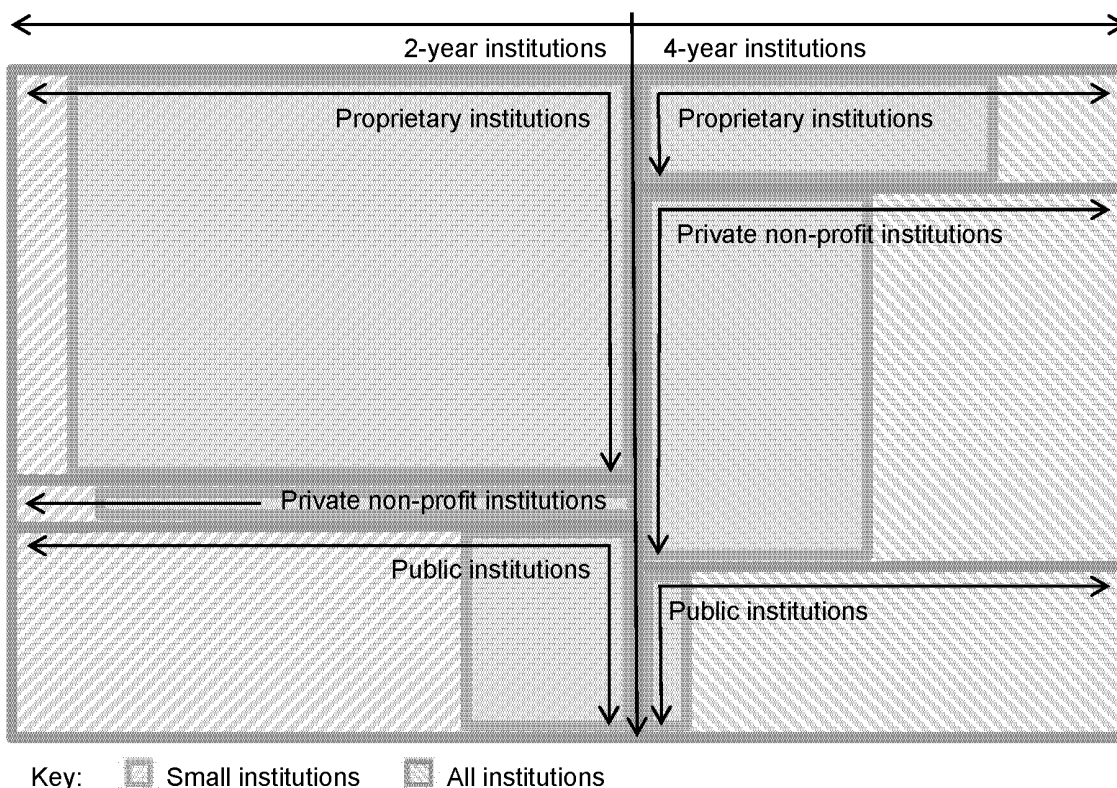 2-year institutions 4-year institutions
Proprietary institutions Proprietary institutions
Private non-profit institutions
Private non-profit institutions
Public institutions
Public institutions
Key: Small institutions All institutions